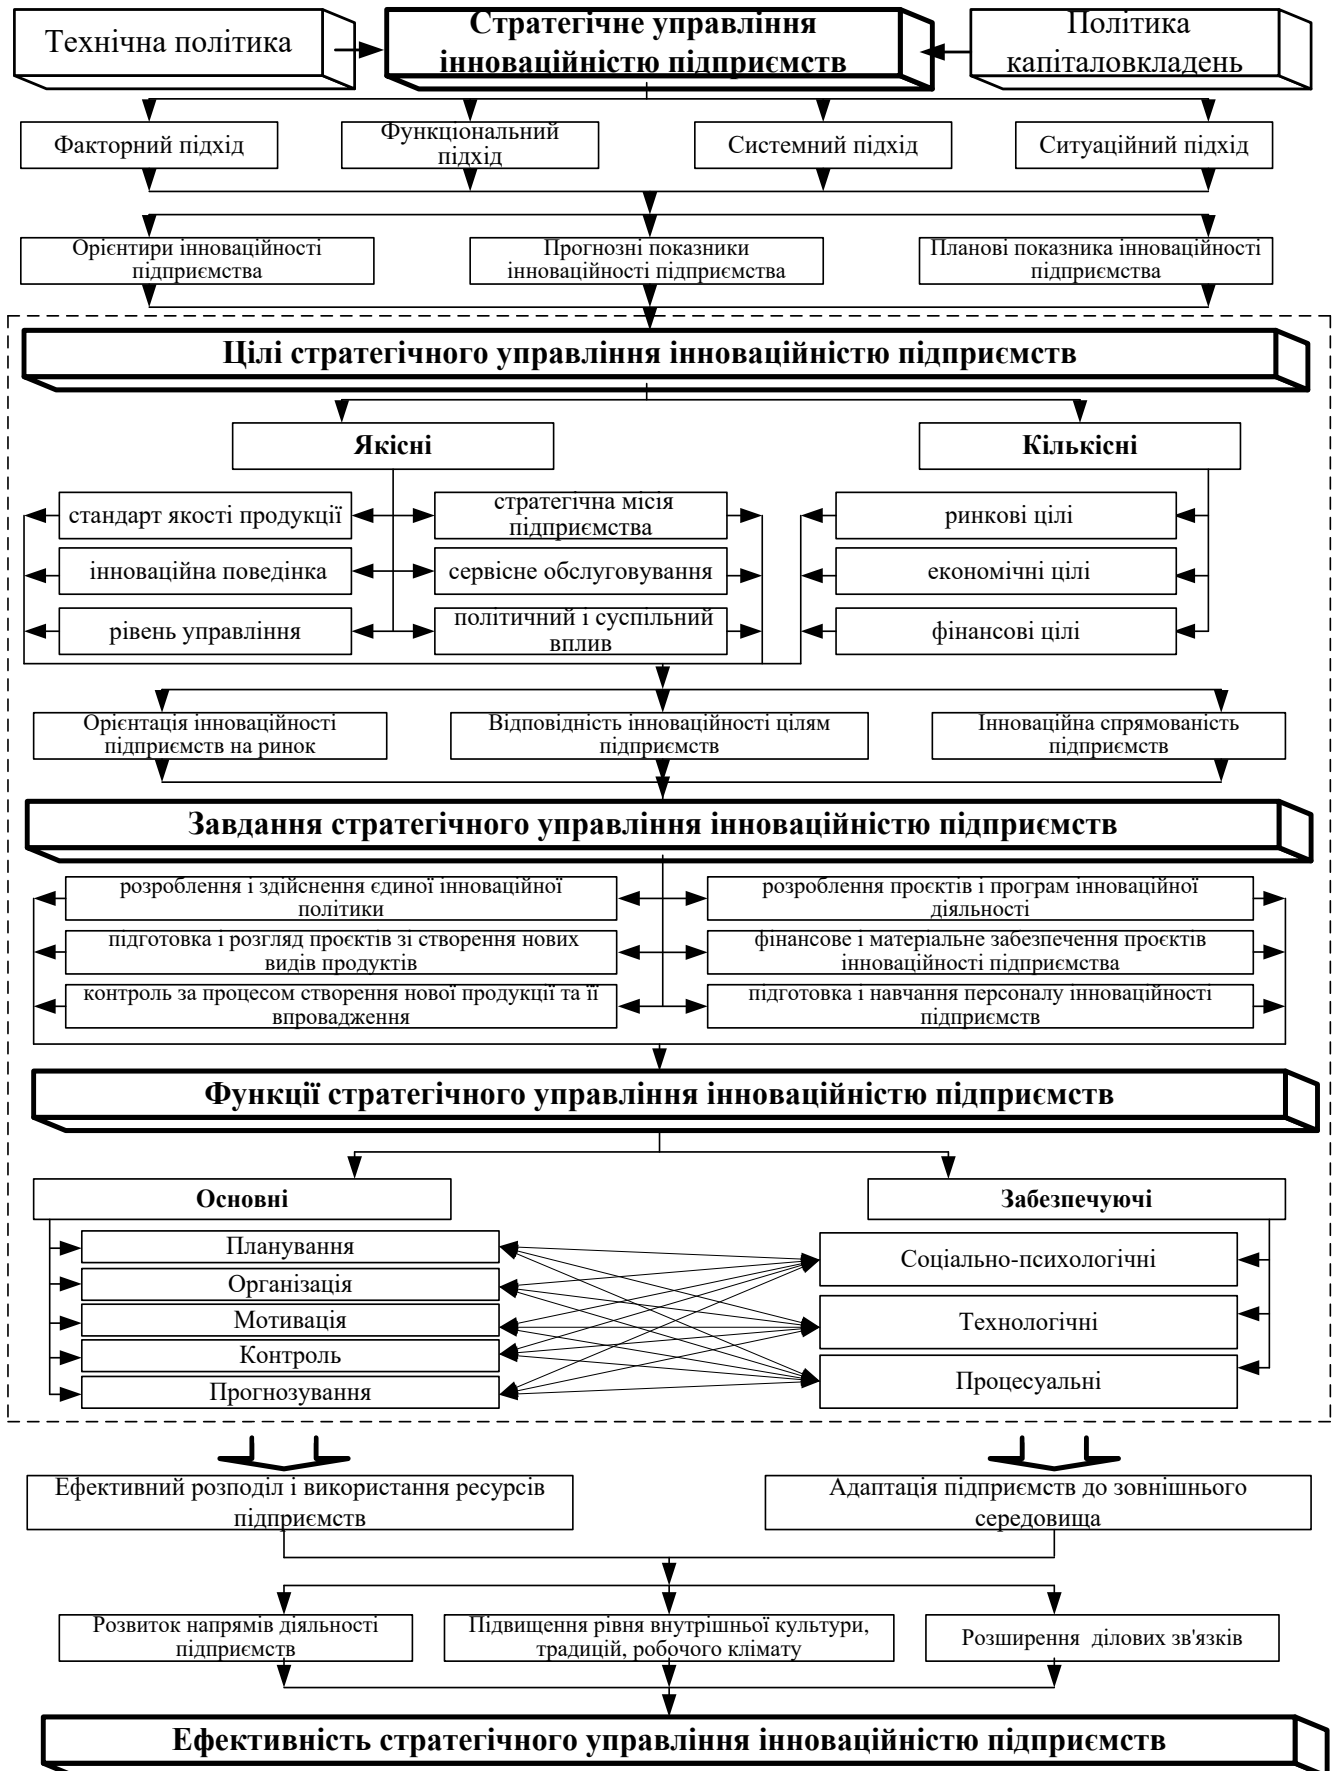 Технічна політика
Стратегічне управління
інноваційністю підприємств
Політика
капіталовкладень
Факторний підхід
Функціональний
підхід
Системний підхід
Ситуаційний підхід
Орієнтири інноваційності
підприємства
Прогнозні показники
інноваційності підприємства
Планові показника інноваційності
підприємства
Цілі стратегічного управління інноваційністю підприємств
Якісні
Кількісні
стандарт якості продукції
стратегічна місія
підприємства
ринкові цілі
інноваційна поведінка
сервісне обслуговування
економічні цілі
рівень управління
політичний і суспільний
вплив
фінансові цілі
Орієнтація інноваційності
підприємств на ринок
Відповідність інноваційності цілям
підприємств
Інноваційна спрямованість
підприємств
Завдання стратегічного управління інноваційністю підприємств
розроблення і здійснення єдиної інноваційної
політики
розроблення проєктів і програм інноваційної
діяльності
підготовка і розгляд проєктів зі створення нових
видів продуктів
фінансове і матеріальне забезпечення проєктів
інноваційності підприємства
контроль за процесом створення нової продукції та її
впровадження
підготовка і навчання персоналу інноваційності
підприємств
Функції стратегічного управління інноваційністю підприємств
Основні
Забезпечуючі
Планування
Організація
Мотивація
Контроль
Прогнозування
Соціально-психологічні
Технологічні
Процесуальні
Ефективний розподіл і використання ресурсів
підприємств
Адаптація підприємств до зовнішнього
середовища
Розвиток напрямів діяльності
підприємств
Підвищення рівня внутрішньої культури,
традицій, робочого клімату
Розширення ділових зв'язків
Ефективність стратегічного управління інноваційністю підприємств